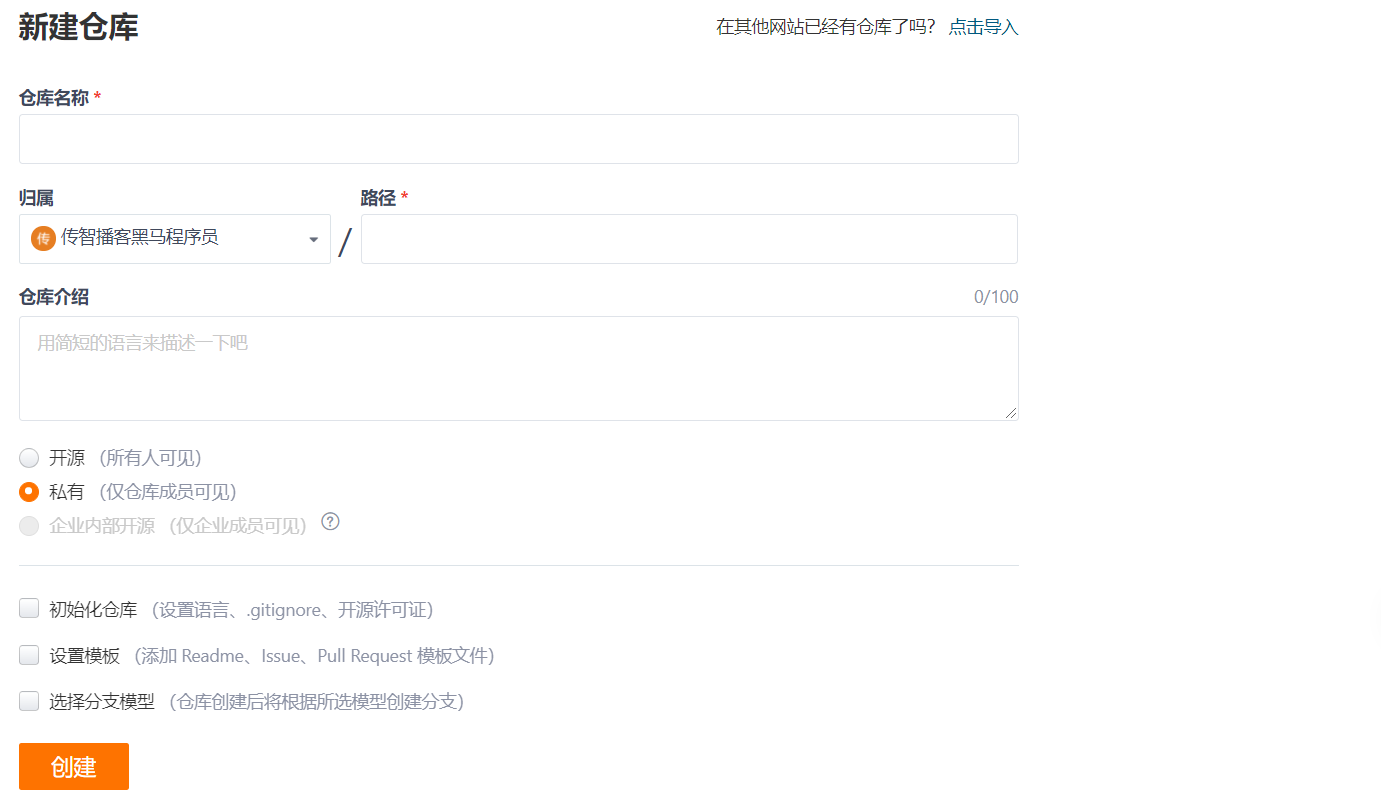 新建仓库
在其他网站已经有仓库了吗? 点击导入
仓库名称 *
归属
路径 *
传 传智播客黑马程序员
/
仓库介绍
0/100
用简短的语言来描述一下吧
开源 (所有人可见)
私有 (仅仓库成员可见)
企业内部开源 (仅企业成员可见) ?
初始化仓库 (设置语言、.gitignore、开源许可证)
设置模板 (添加 Readme、Issue、Pull Request 模板文件)
选择分支模型 (仓库创建后将根据所选模型创建分支)
创建